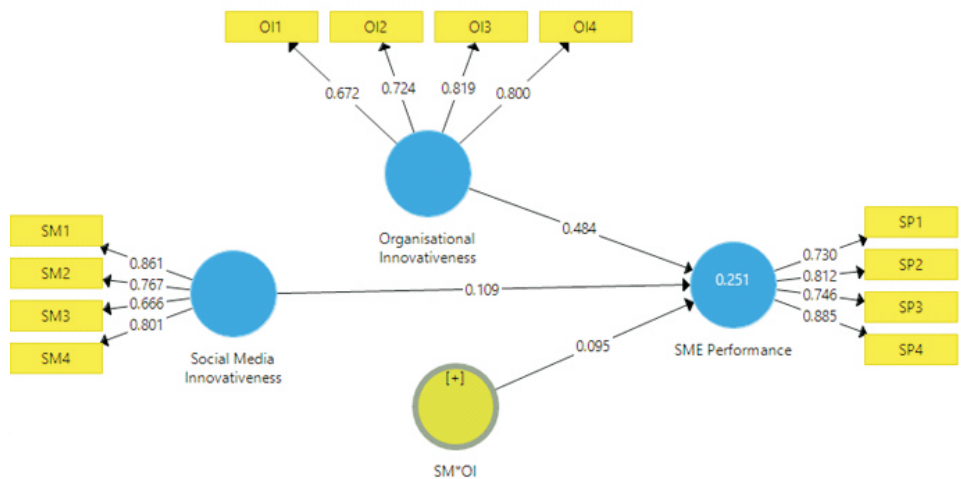 OI1
OI2
OI3
OI4
0.672
0.724
0.819
0.800
Organisational
Innovativeness
SM1
SM2
SM3
SM4
0.861
0.767
0.666
0.801
Social Media
Innovativeness
0.484
0.109
0.095
[+]
SM*OI
0.251
SME Performance
0.730
0.812
0.746
0.885
SP1
SP2
SP3
SP4